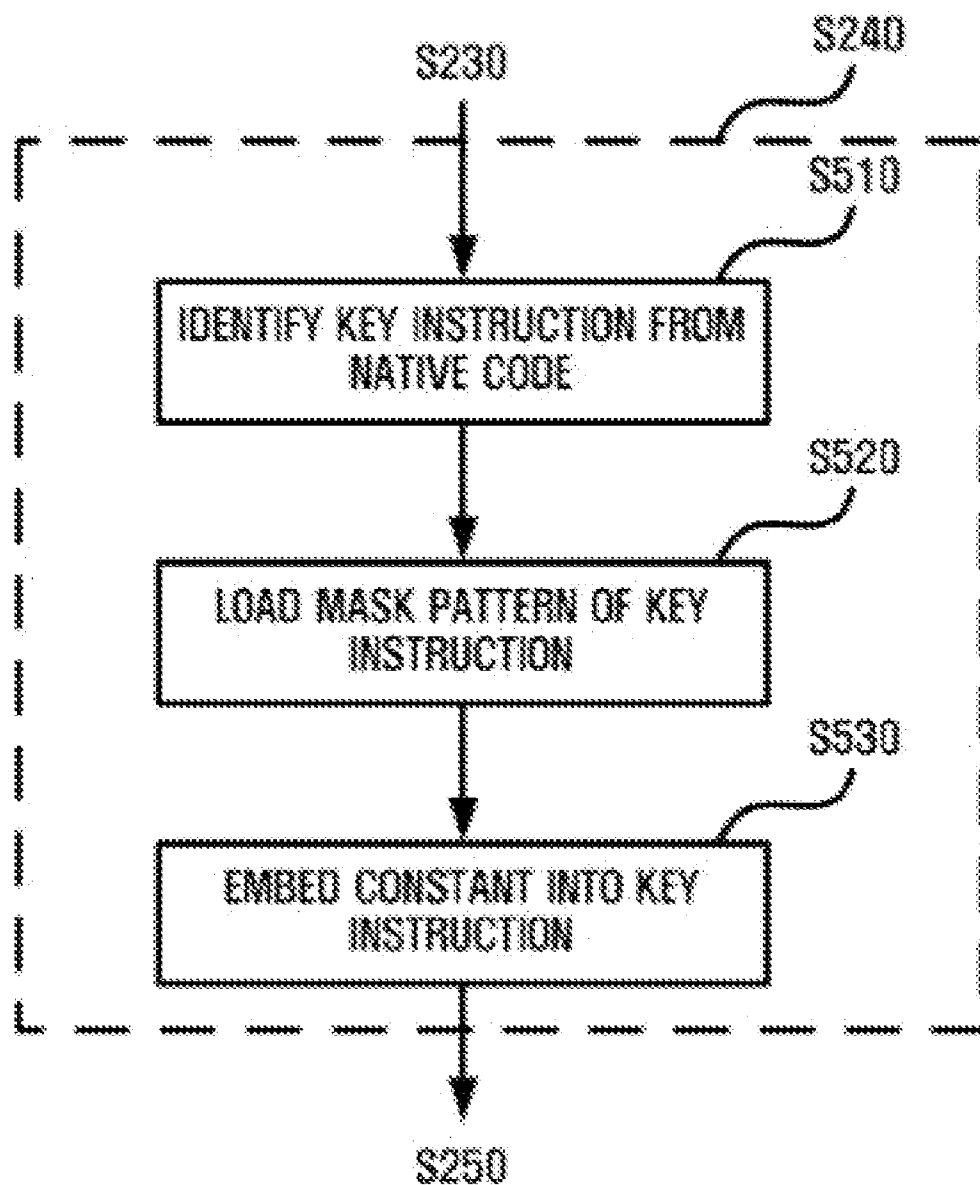 S240
S230
S510
IDENTIFY KEY INSTRUCTION FROM
NATIVE CODE
S520
LOAD MASK PATTERN OF KEY
INSTRUCTION
S530
EMBED CONSTANT INTO KEY
INSTRUCTION
S250